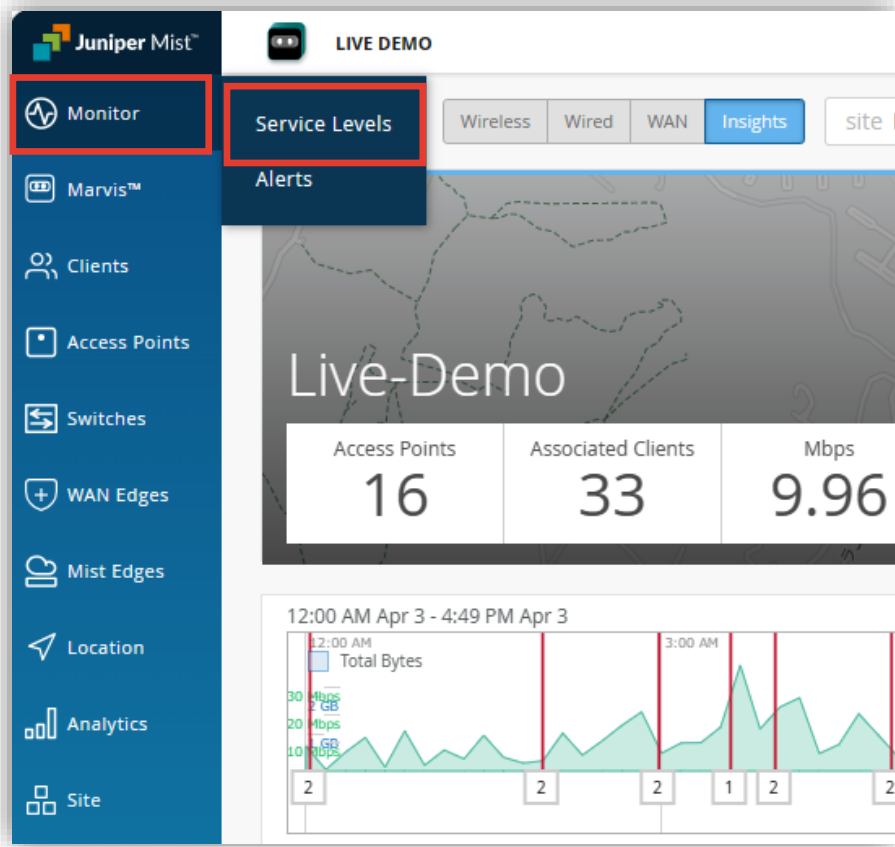 Juniper Mist™
LIVE DEMO
Monitor
Service Levels
Wireless
Wired
WAN
Insights
site
Alerts
Marvis™
Clients
Access Points
Switches
WAN Edges
Mist Edges
Location
Analytics
Site
Live-Demo
Access Points
Associated Clients
Mbps
16
33
9.96
12:00 AM Apr 3 - 4:49 PM Apr 3
12:00 AM
3:00 AM
Total Bytes
30 Mbps
2 GB
20 Mbps
1 GB
10 Mbps
2
2
2
1
2
2